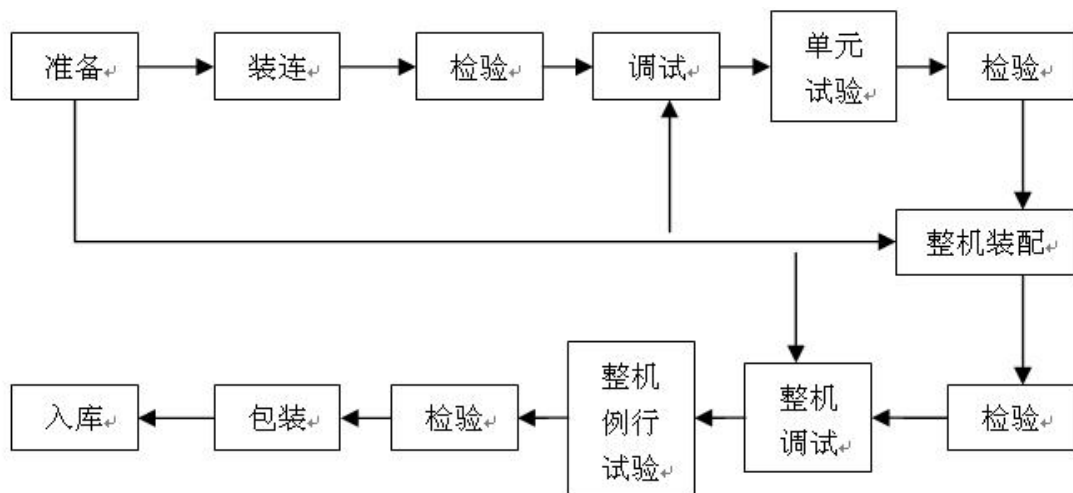 准备
装连
检验
调试
单元
试验
检验
整机装配
检验
整机
调试
整机
例行
试验
检验
包装
入库